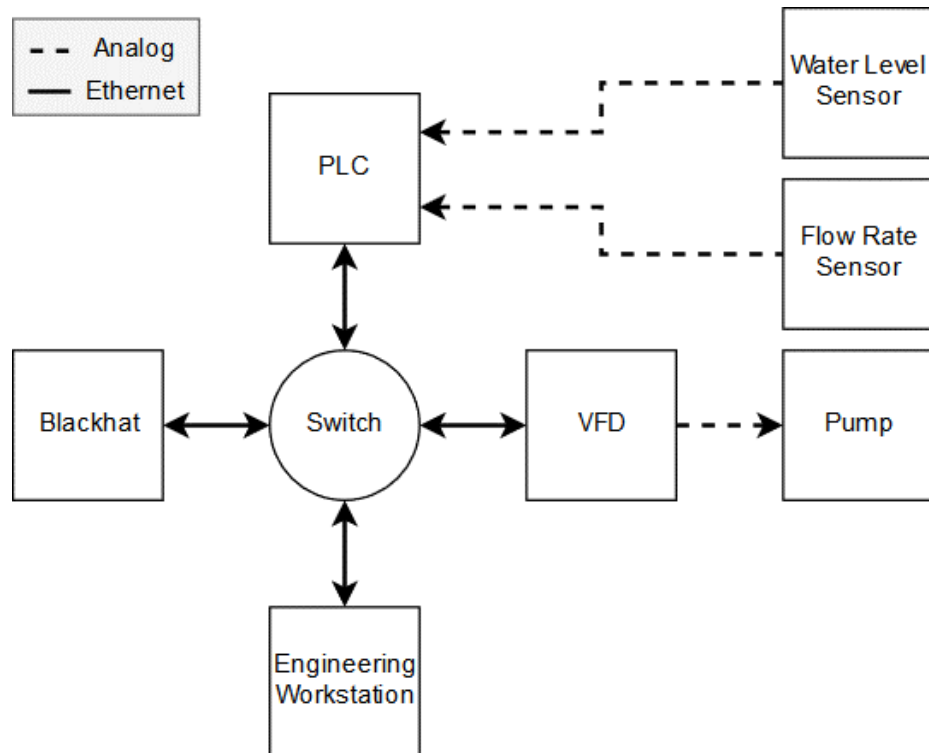 Analog
Ethernet
Water Level
Sensor
PLC
Flow Rate
Sensor
Blackhat
Switch
VFD
Pump
Engineering
Workstation